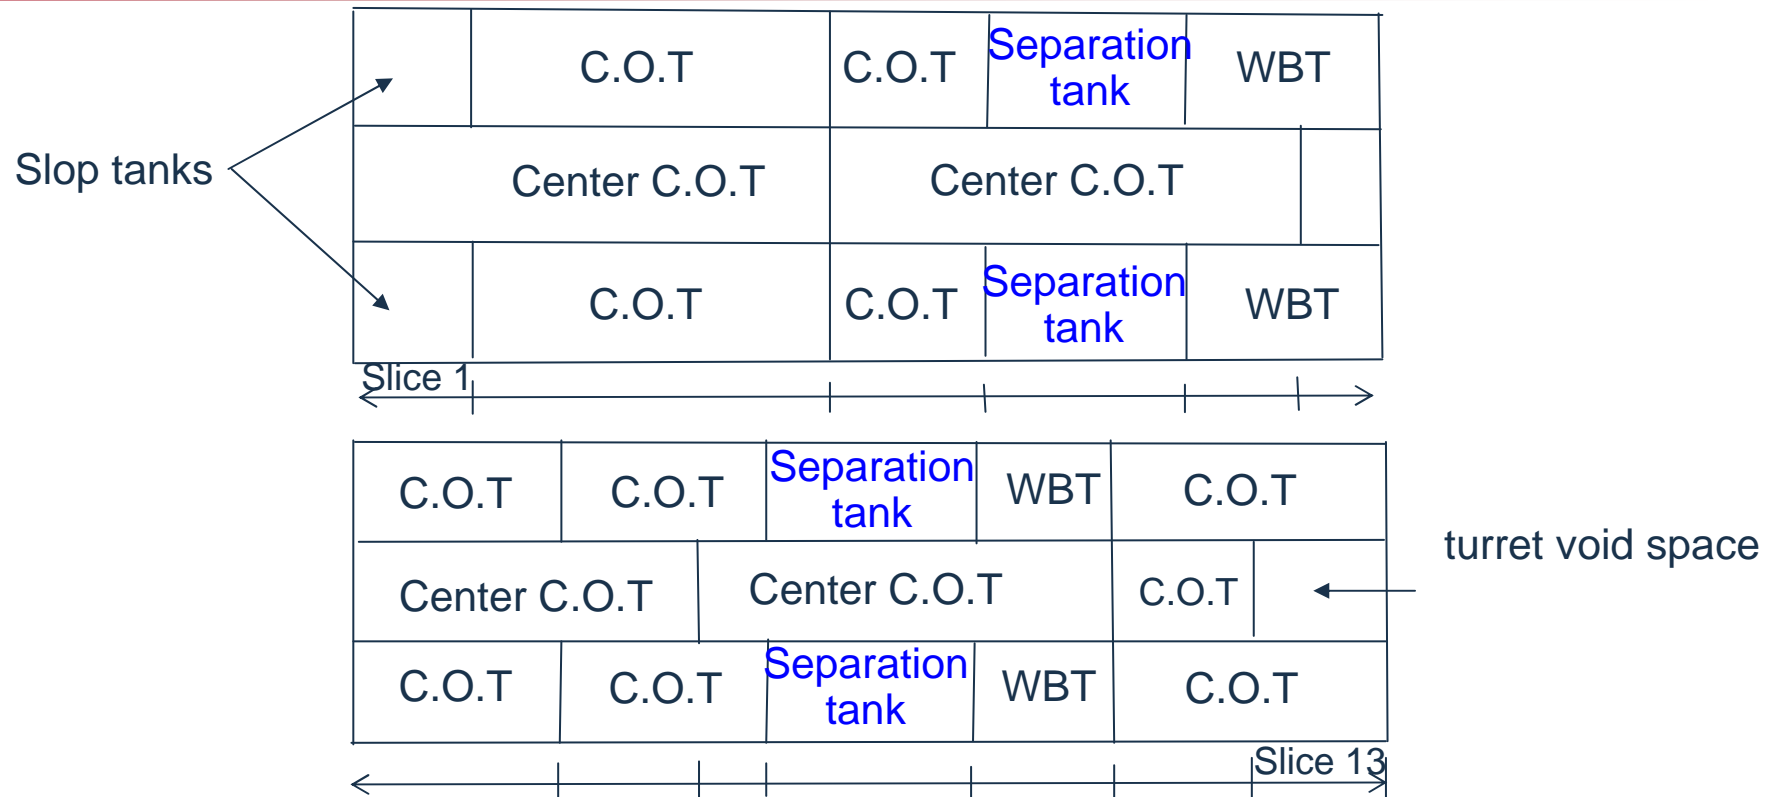 C.O.T
C.O.T
Separation
tank
WBT
Slop tanks
Center C.O.T
Center C.O.T
C.O.T
C.O.T
Separation
tank
WBT
Slice 1
C.O.T
C.O.T
Separation
tank
WBT
C.O.T
turret void space
Center C.O.T
Center C.O.T
C.O.T
C.O.T
C.O.T
Separation
tank
WBT
C.O.T
Slice 13